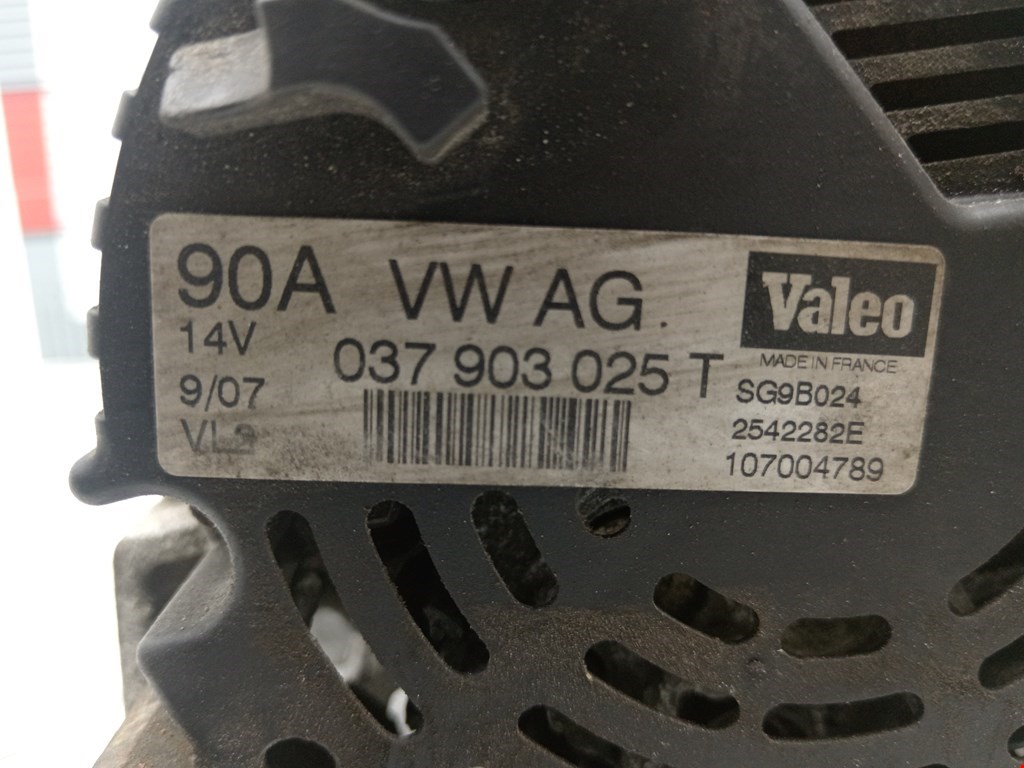 90A VW AG
14V
037 903 025 T
9/07
Valeo
MADE IN FRANCE
SG9B024
2542282E
107004789